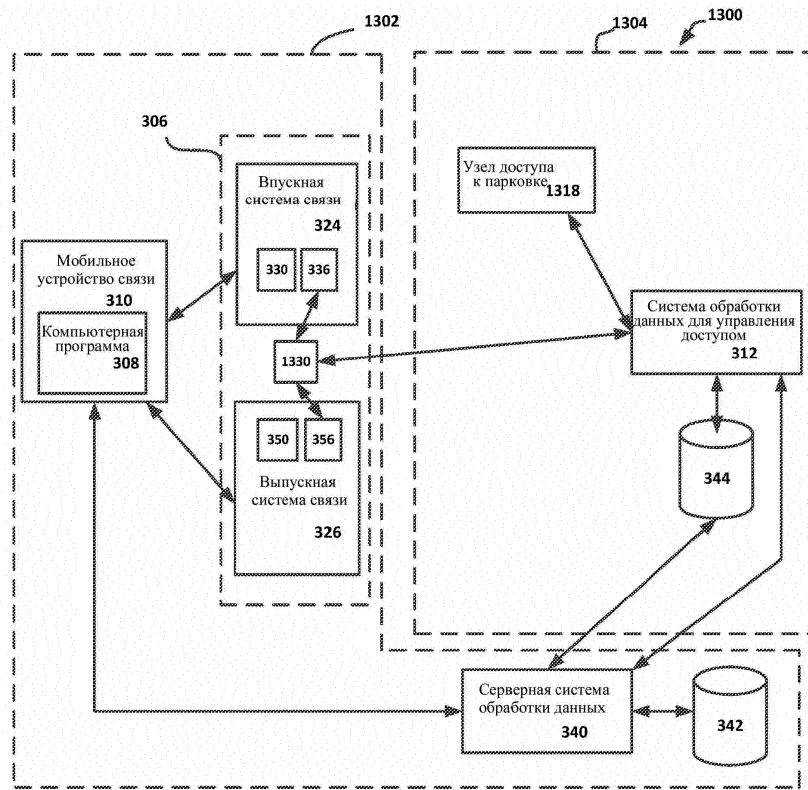 1302
1304
1300
306
Впускная
система связи
324
330
336
Узел доступа
к парковке
1318
Мобильное
устройство связи
310
Компьютерная
программа
308
1330
Система обработки
данных для управления
доступом
312
350
356
Выпускная
система связи
326
344
Серверная система
обработки данных
340
342